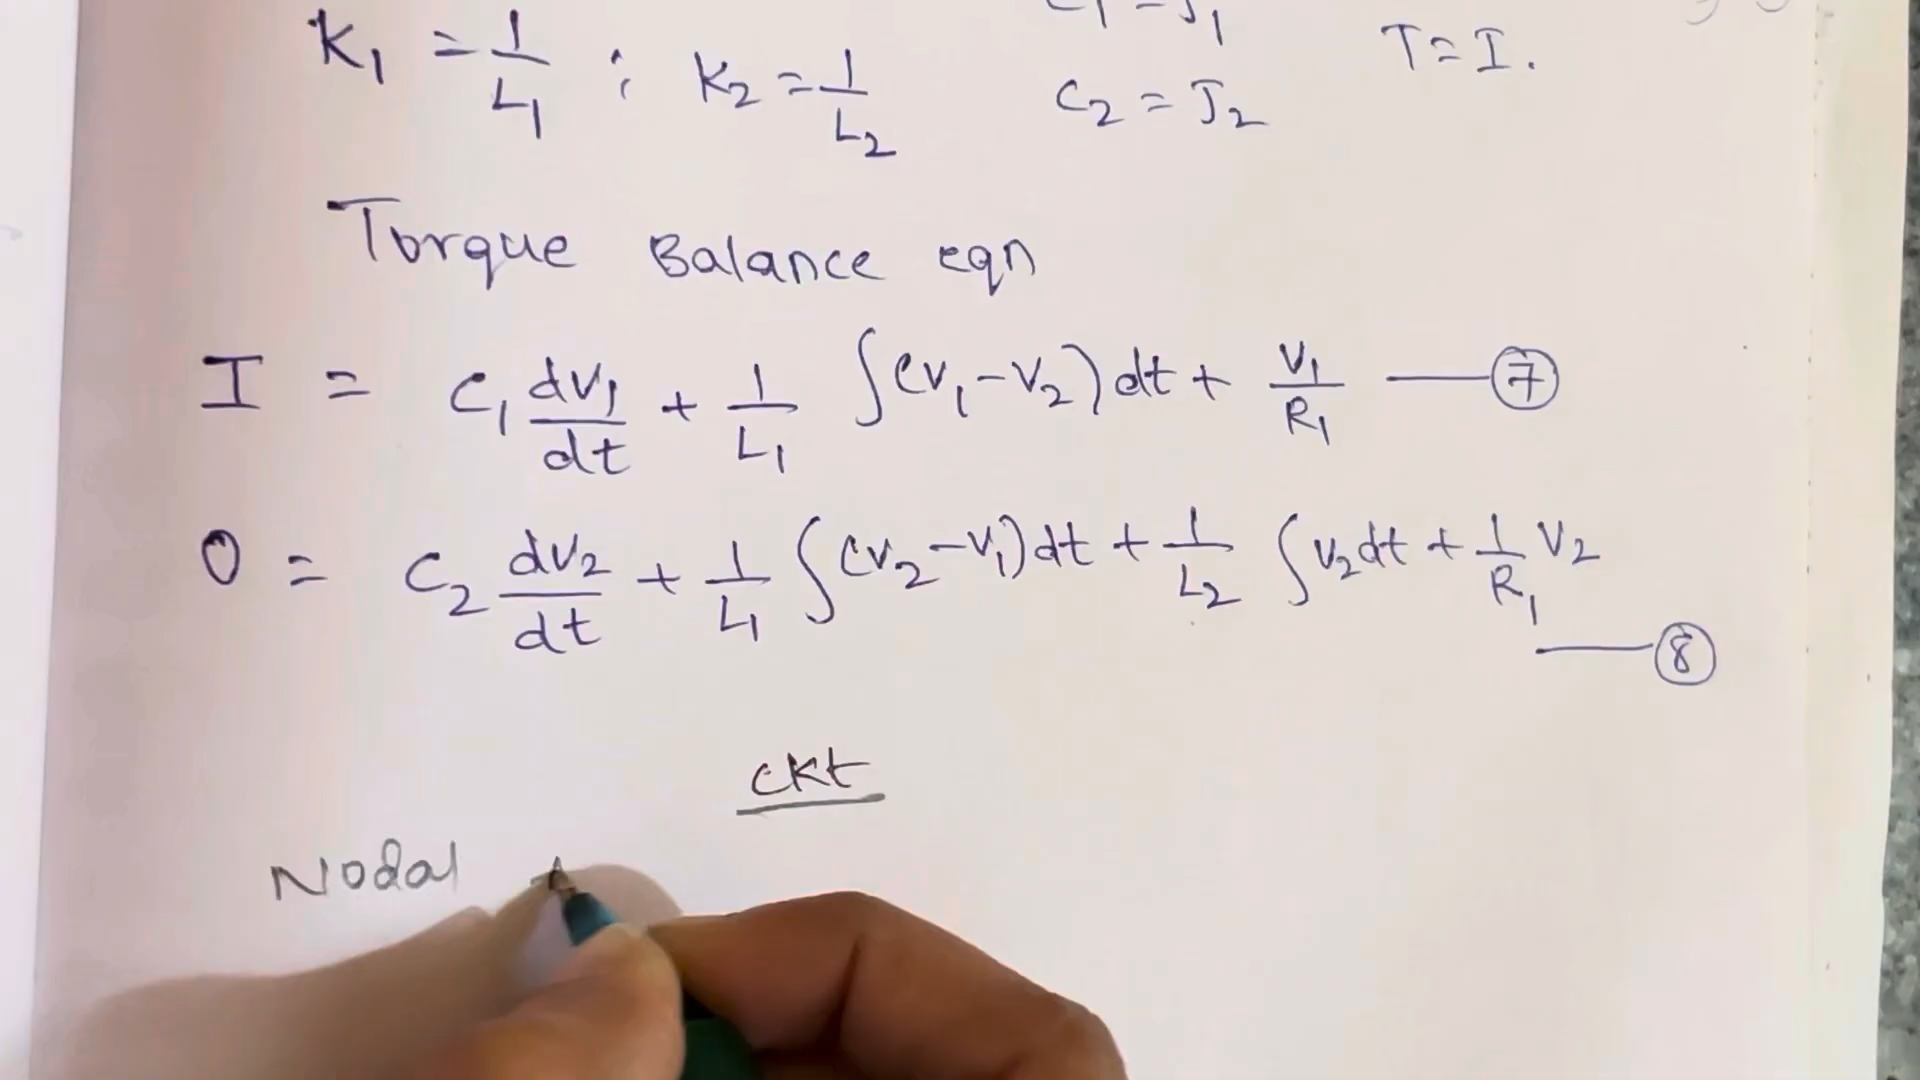 K₁ = 1/L₁ ; K₂ = 1/L₂
C₂ = J₂
T = I.
Torque Balance eqn
I = C₁ dv₁/dt + 1/L₁ ∫(v₁-v₂) dt + v₁/R₁ —⑦
0 = C₂ dv₂/dt + 1/L₁ ∫(v₂-v₁) dt + 1/L₂ ∫v₂ dt + 1/R₁ v₂
—⑧
ckt
Nodal